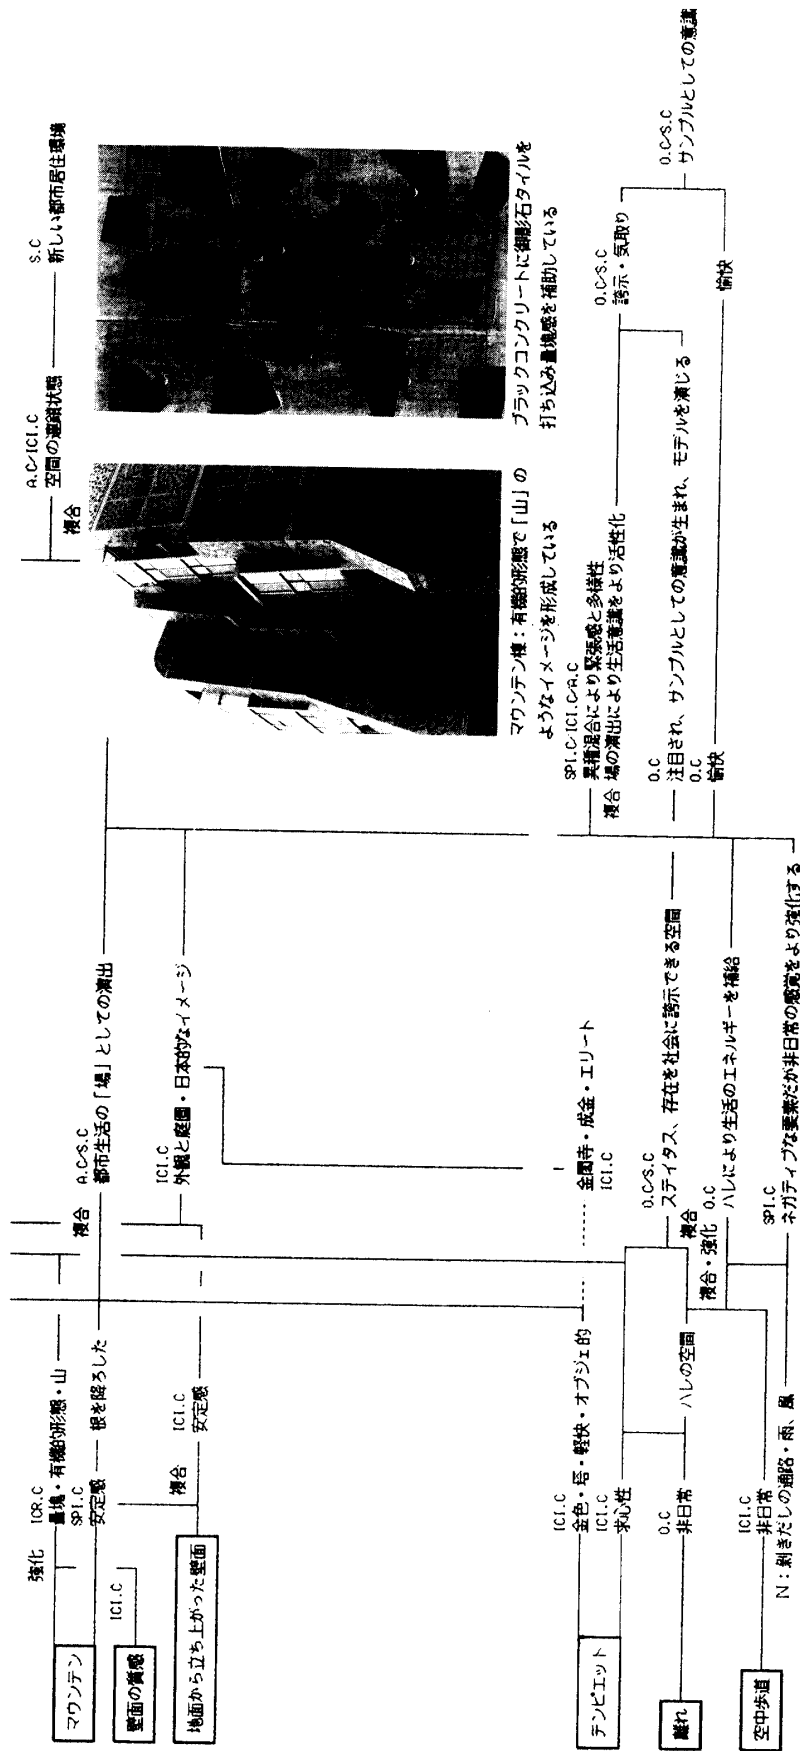 マウンテン
強化
ICR.C
量塊・有機的形態・山
SPI.C
安定感
根を降ろした
壁面の質感
ICI.C
地面から立ち上がった壁面
複合
ICI.C
安定感
複合
A.C/S.C
都市生活の「場」としての演出
ICI.C
外観と庭園・日本的なイメージ
複合
A.C/ICI.C
空間の連鎖状態
S.C
新しい都市居住環境
マウンテン棟:有機的形態で「山」の
ようなイメージを形成している
ブラックコンクリートに御影石タイルを
打ち込み量塊感を補助している
テンピエット
ICI.C
金色・塔・軽快・オブジェ的
ICI.C
求心性
金閣寺・成金・エリート
ICI.C
離れ
O.C
非日常
ハレの空間
複合
O.C/S.C
ステイタス、存在を社会に誇示できる空間
空中歩道
ICI.C
非日常
N:剥きだしの通路・雨、風
複合・強化
O.C
ハレにより生活のエネルギーを補給
SPI.C
ネガティブな要素だが非日常の感覚をより強化する
SPI.C/ICI.C/A.C
異種混合により緊張感と多様性
複合
場の演出により生活意識をより活性化
O.C
注目され、サンプルとしての意識が生まれ、モデルを演じる
O.C
愉快
O.C/S.C
誇示・気取り
愉快
O.C/S.C
サンプルとしての意識